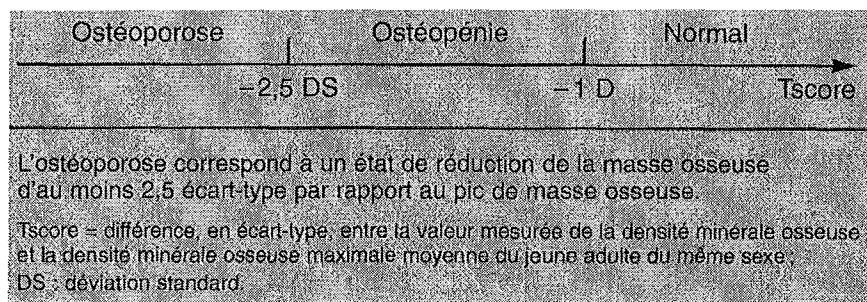 Ostéoporose Ostéopénie Normal
−2,5 DS −1 D Tscore
L'ostéoporose correspond à un état de réduction de la masse osseuse
d'au moins 2,5 écart-type par rapport au pic de masse osseuse.
Tscore = différence, en écart-type, entre la valeur mesurée de la densité minérale osseuse
et la densité minérale osseuse maximale moyenne du jeune adulte du même sexe ;
DS : déviation standard.